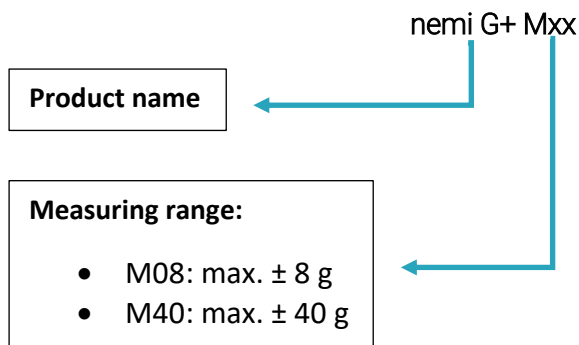 nemi G+ Mxx
Product name
Measuring range:
• M08: max. ± 8 g
• M40: max. ± 40 g